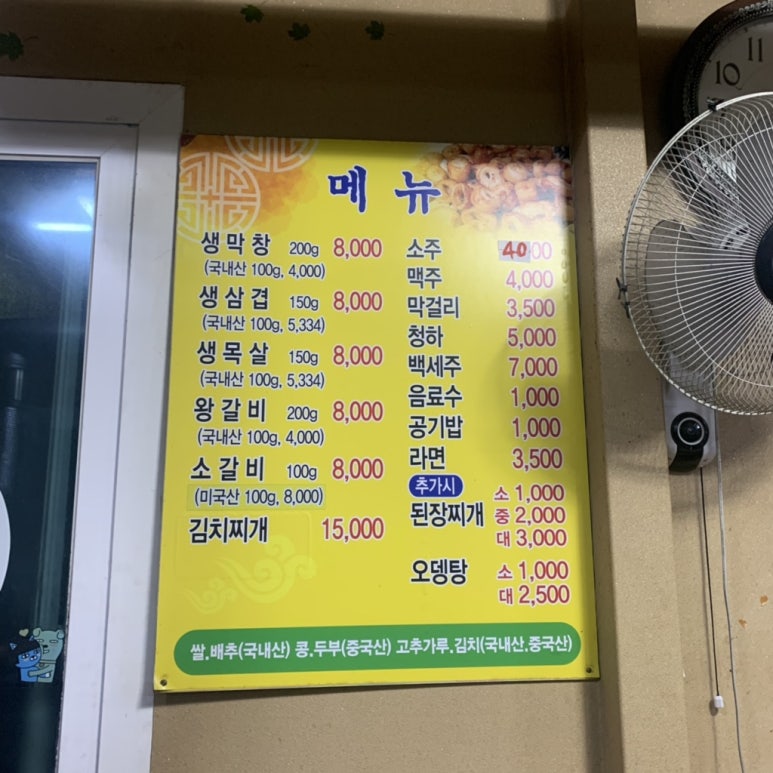 10 11
메뉴
생막창 200g 8,000
(국내산 100g, 4,000)
생삼겹 150g 8,000
(국내산 100g, 5,334)
생목살 150g 8,000
(국내산 100g, 5,334)
왕갈비 200g 8,000
(국내산 100g, 4,000)
소갈비 100g 8,000
(미국산 100g, 8,000)
김치찌개 15,000
소주 4000
맥주 4,000
막걸리 3,500
청하 5,000
백세주 7,000
음료수 1,000
공기밥 1,000
라면 3,500
추가시
된장찌개 소 1,000
중 2,000
대 3,000
오뎅탕 소 1,000
대 2,500
쌀.배추(국내산) 콩.두부(중국산) 고추가루.김치(국내산.중국산)